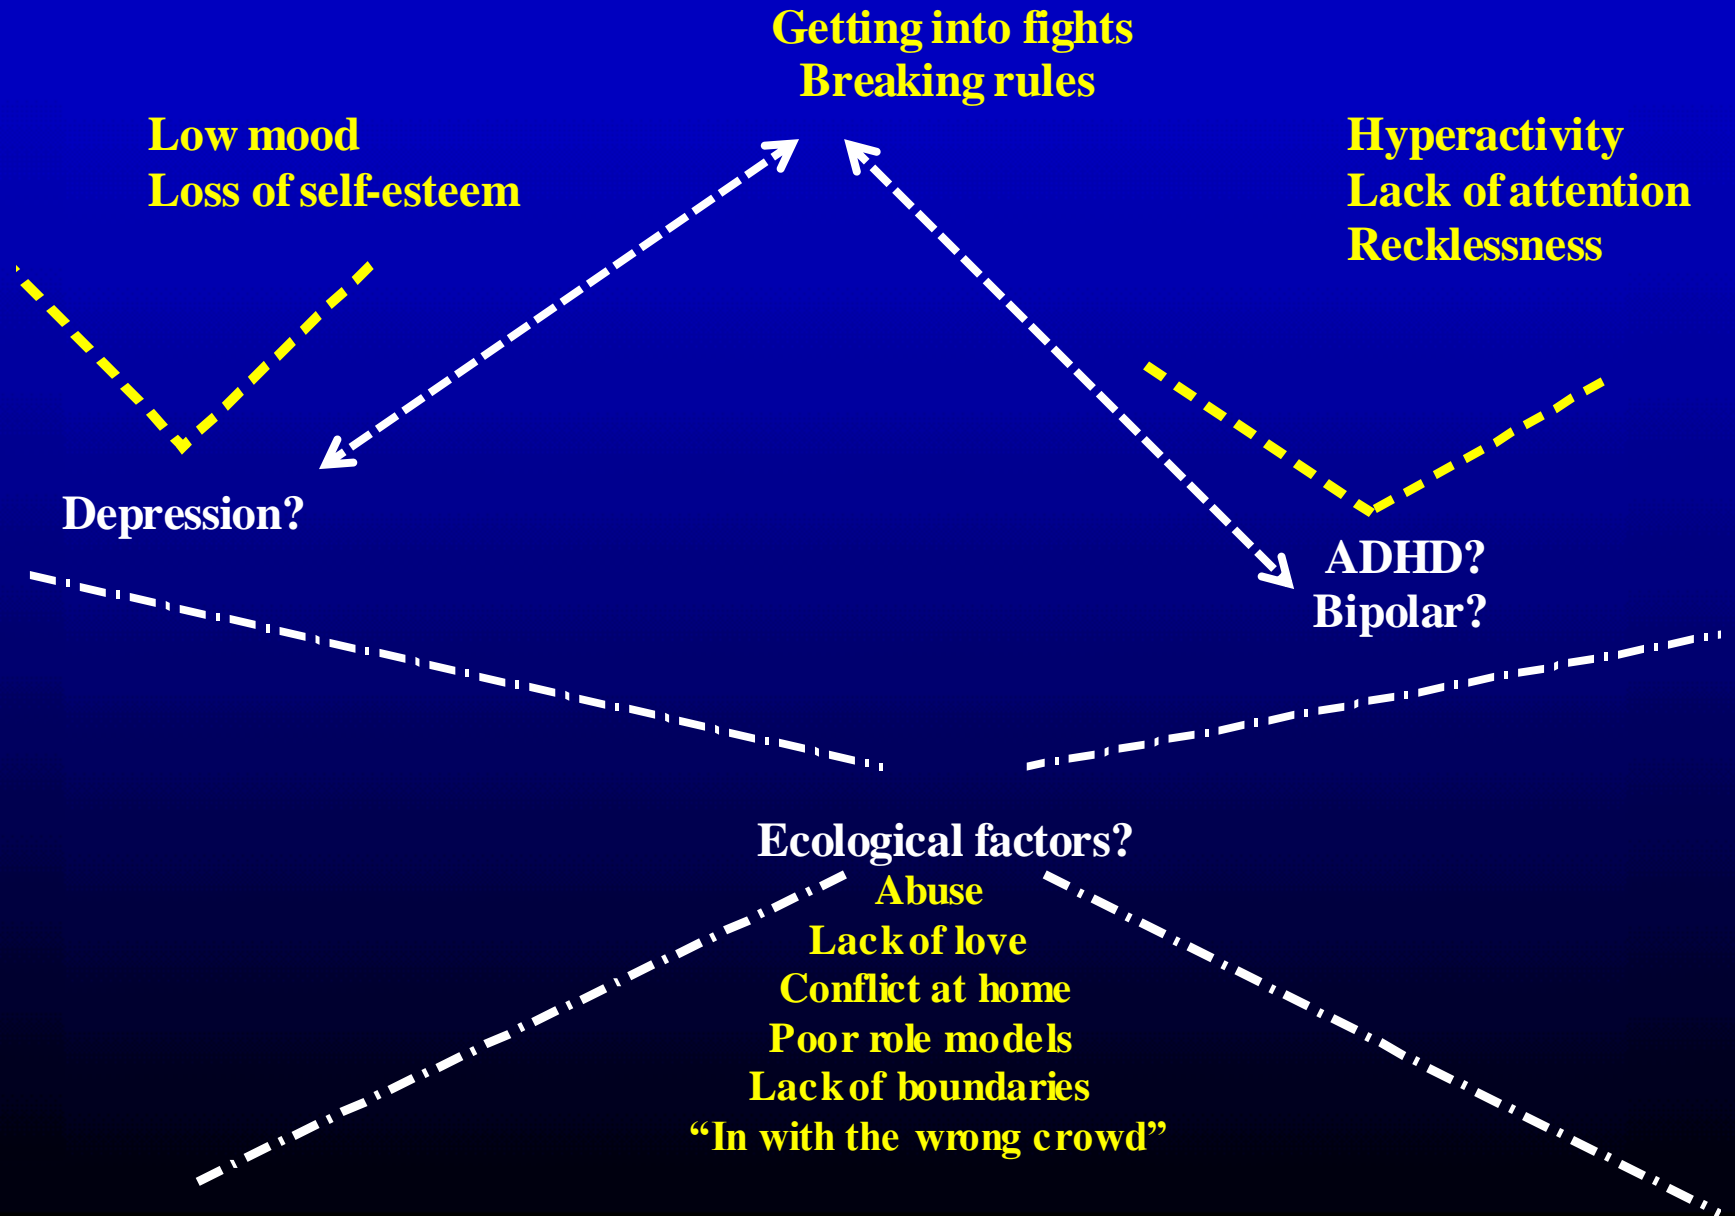 Getting into fights
Breaking rules
Low mood
Loss of self-esteem
Hyperactivity
Lack of attention
Recklessness
Depression?
ADHD?
Bipolar?
Ecological factors?
Abuse
Lack of love
Conflict at home
Poor role models
Lack of boundaries
“In with the wrong crowd”